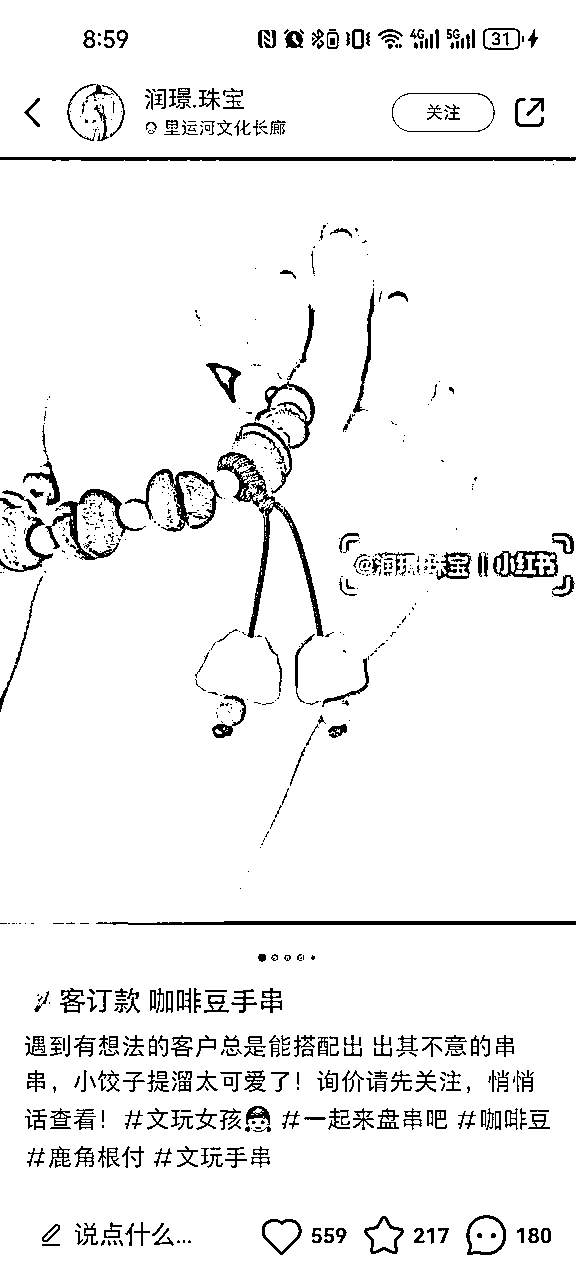 8:59 4G 5G 31
润璟.珠宝
里运河文化长廊
关注
@润璟.珠宝 小红书
客订款 咖啡豆手串
遇到有想法的客户总是能搭配出 出其不意的串
串，小饺子提溜太可爱了！询价请先关注，悄悄
话查看！#文玩女孩👧 #一起来盘串吧 #咖啡豆
#鹿角根付 #文玩手串
说点什么... 559 217 180